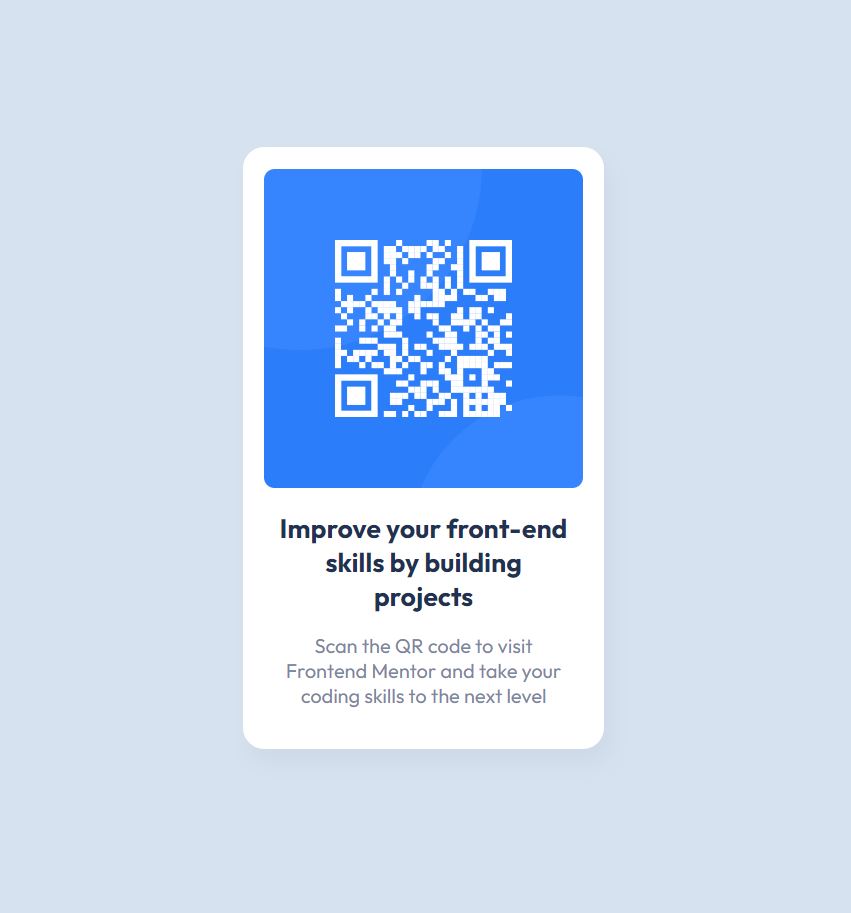 Improve your front-end
skills by building
projects
Scan the QR code to visit
Frontend Mentor and take your
coding skills to the next level